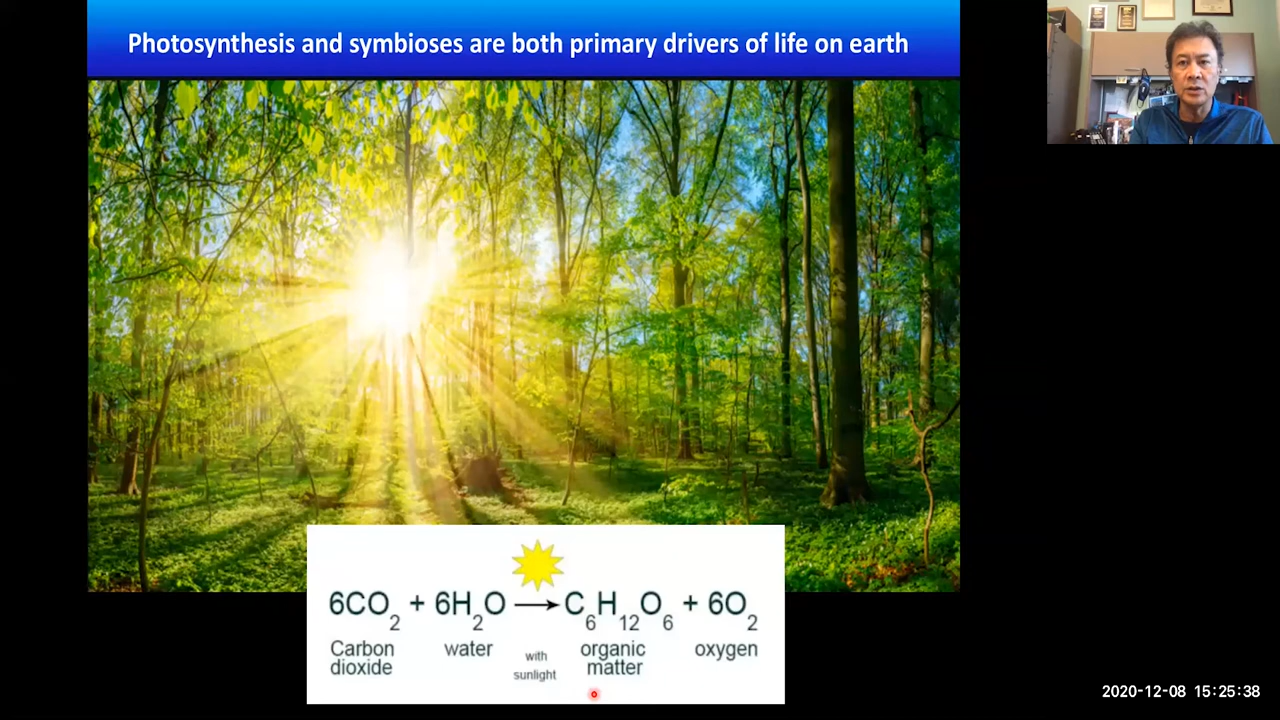 Photosynthesis and symbioses are both primary drivers of life on earth
6CO2 + 6H2O → C6H12O6 + 6O2
Carbon dioxide water with sunlight organic matter oxygen
2020-12-08 15:25:38